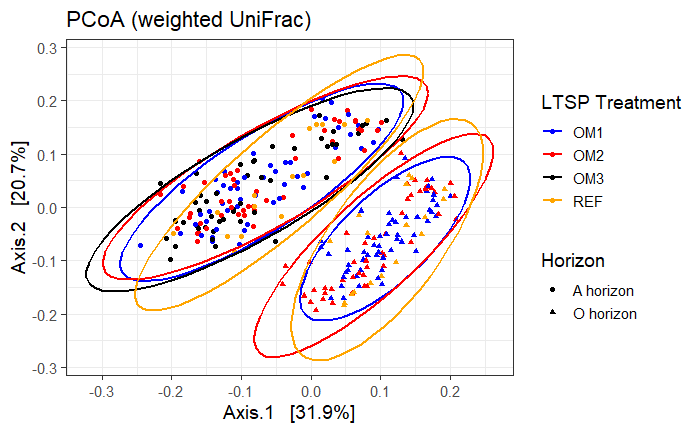 PCoA (weighted UniFrac)
0.3
0.2
0.1
0.0
-0.1
-0.2
-0.3
Axis.2 [20.7%]
-0.3 -0.2 -0.1 0.0 0.1 0.2
Axis.1 [31.9%]
LTSP Treatment
OM1
OM2
OM3
REF
Horizon
A horizon
O horizon